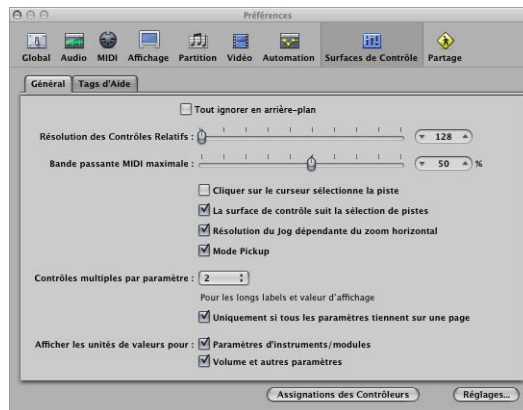 Préférences
Global Audio MIDI Affichage Partition Vidéo Automation Surfaces de Contrôle Partage
Général Tags d'Aide
Tout ignorer en arrière-plan
Résolution des Contrôles Relatifs : 128
Bande passante MIDI maximale : 50 %
Cliquer sur le curseur sélectionne la piste
La surface de contrôle suit la sélection de pistes
Résolution du Jog dépendante du zoom horizontal
Mode Pickup
Contrôles multiples par paramètre : 2
Pour les longs labels et valeur d'affichage
Uniquement si tous les paramètres tiennent sur une page
Afficher les unités de valeurs pour : Paramètres d'instruments/modules
Volume et autres paramètres
Assignations des Contrôleurs Réglages...